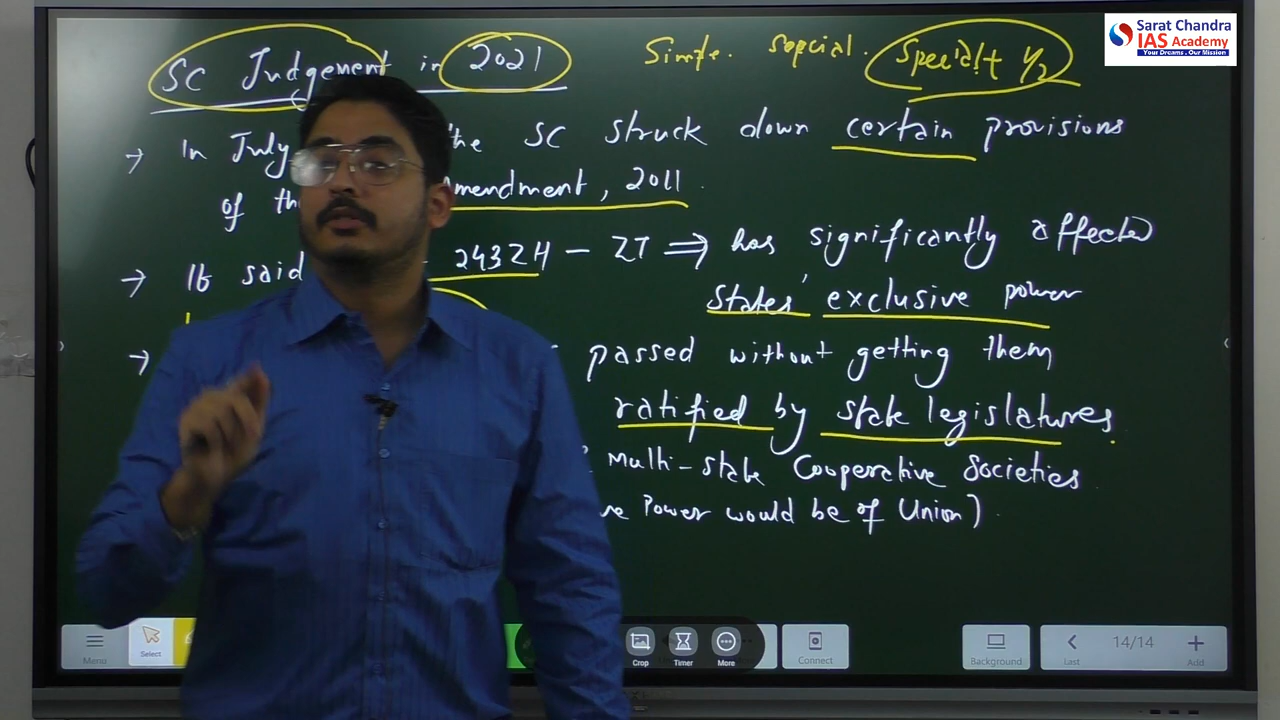 Sarat Chandra
IAS Academy
Your Dreams . Our Mission
SC Judgement in 2021
Simple. Special. Special+ 1/2
→ In July the SC struck down certain provisions
of the Amendment, 2011.
→ It said 243ZH - ZT ⇒ has significantly affected
states' exclusive power
→ passed without getting them
ratified by state legislatures.
Multi-state Cooperative Societies
Power would be of Union)
Menu
Select
Crop
Timer
More
Connect
Background
Last
14/14
Add